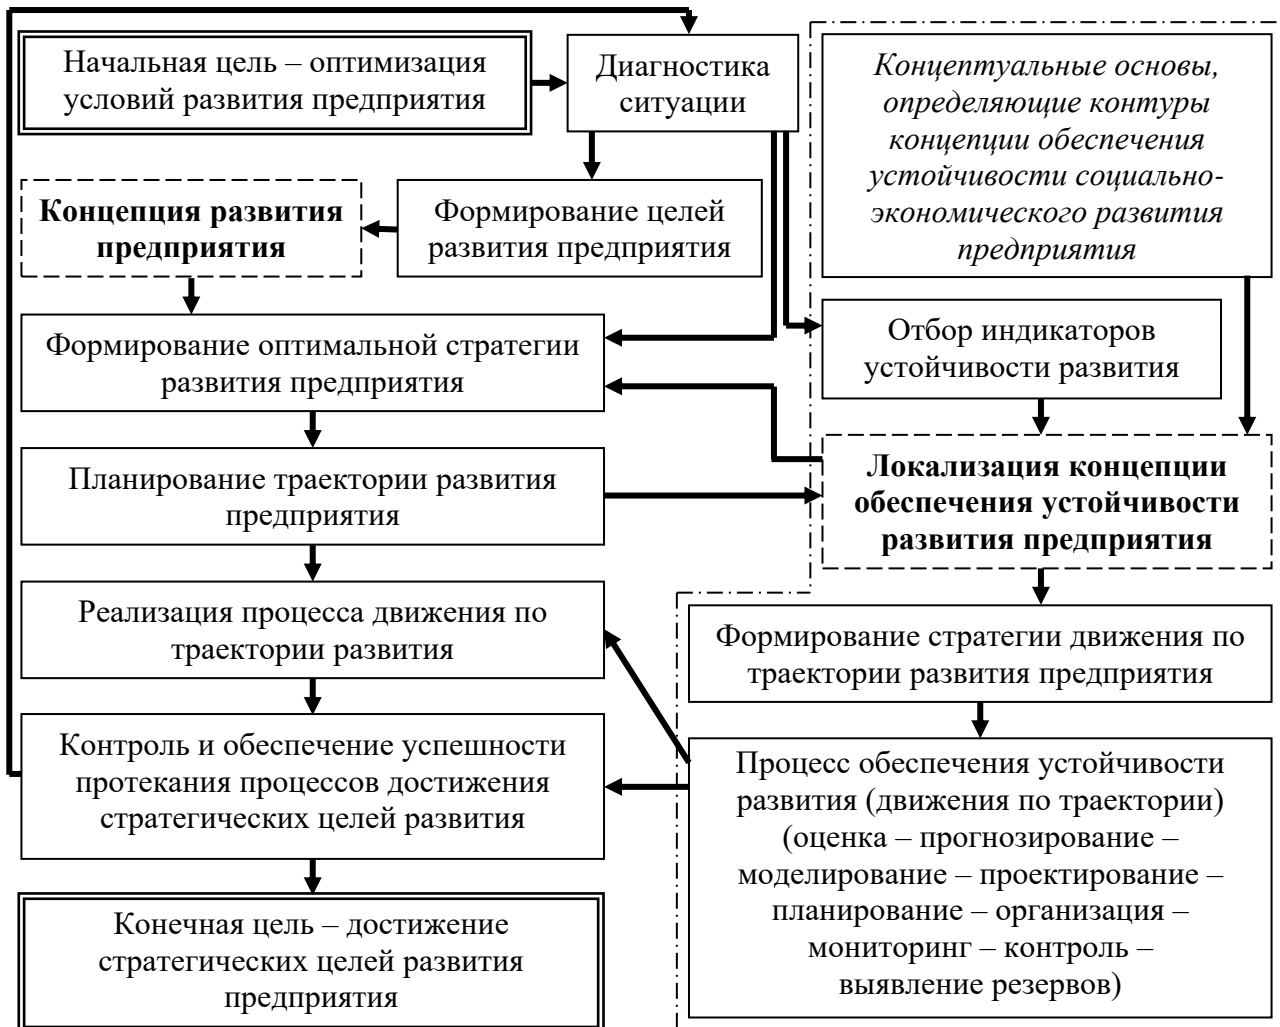 Начальная цель – оптимизация
условий развития предприятия
Диагностика
ситуации
Концептуальные основы,
определяющие контуры
концепции обеспечения
устойчивости социально-
экономического развития
предприятия
Концепция развития
предприятия
Формирование целей
развития предприятия
Формирование оптимальной стратегии
развития предприятия
Отбор индикаторов
устойчивости развития
Планирование траектории развития
предприятия
Локализация концепции
обеспечения устойчивости
развития предприятия
Реализация процесса движения по
траектории развития
Формирование стратегии движения по
траектории развития предприятия
Контроль и обеспечение успешности
протекания процессов достижения
стратегических целей развития
Процесс обеспечения устойчивости
развития (движения по траектории)
(оценка – прогнозирование –
моделирование – проектирование –
планирование – организация –
мониторинг – контроль –
выявление резервов)
Конечная цель – достижение
стратегических целей развития
предприятия